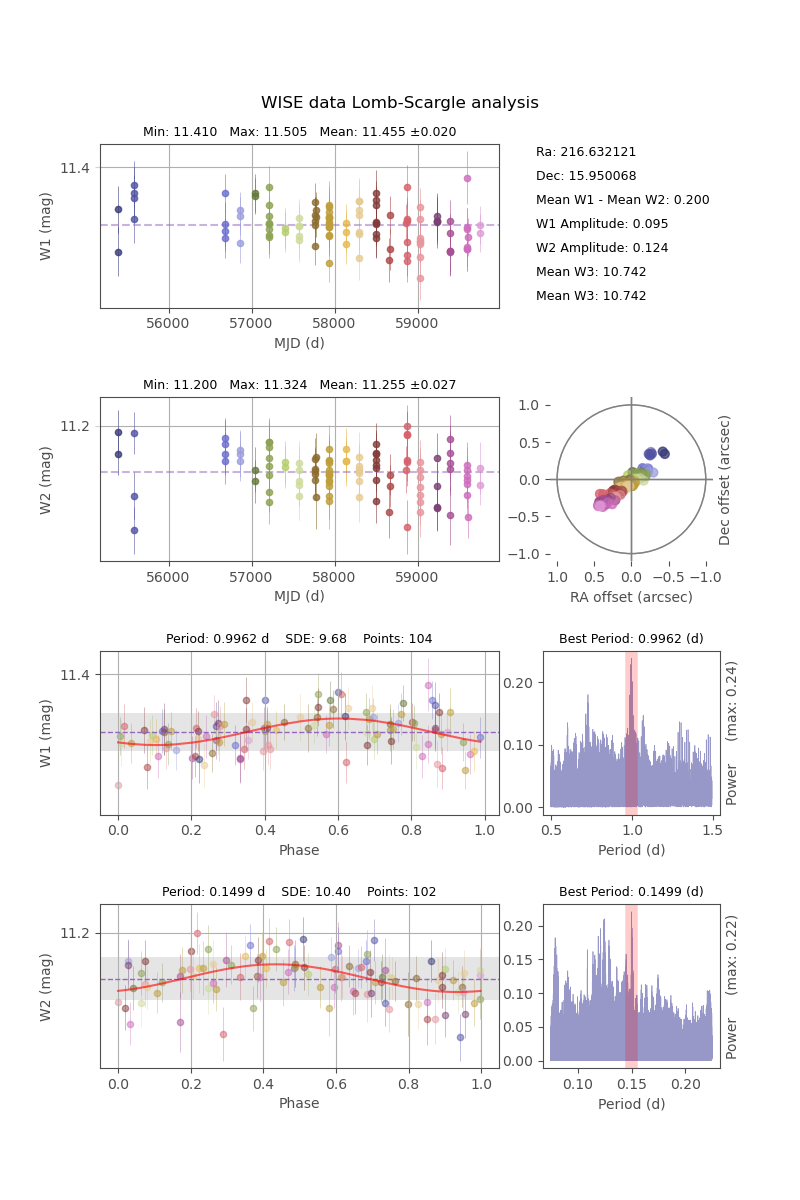 WISE data Lomb-Scargle analysis
Min: 11.410   Max: 11.505   Mean: 11.455 ±0.020
11.4
W1 (mag)
56000 57000 58000 59000
MJD (d)
Ra: 216.632121
Dec: 15.950068
Mean W1 - Mean W2: 0.200
W1 Amplitude: 0.095
W2 Amplitude: 0.124
Mean W3: 10.742
Mean W3: 10.742
Min: 11.200   Max: 11.324   Mean: 11.255 ±0.027
11.2
W2 (mag)
56000 57000 58000 59000
MJD (d)
1.0
0.5
0.0
−0.5
−1.0
1.0 0.5 0.0 −0.5 −1.0
RA offset (arcsec)
Dec offset (arcsec)
Period: 0.9962 d    SDE: 9.68    Points: 104
11.4
W1 (mag)
0.0 0.2 0.4 0.6 0.8 1.0
Phase
Best Period: 0.9962 (d)
0.20
0.10
0.00
0.5 1.0 1.5
Period (d)
Power     (max: 0.24)
Period: 0.1499 d    SDE: 10.40    Points: 102
11.2
W2 (mag)
0.0 0.2 0.4 0.6 0.8 1.0
Phase
Best Period: 0.1499 (d)
0.20
0.15
0.10
0.05
0.00
0.10 0.15 0.20
Period (d)
Power     (max: 0.22)